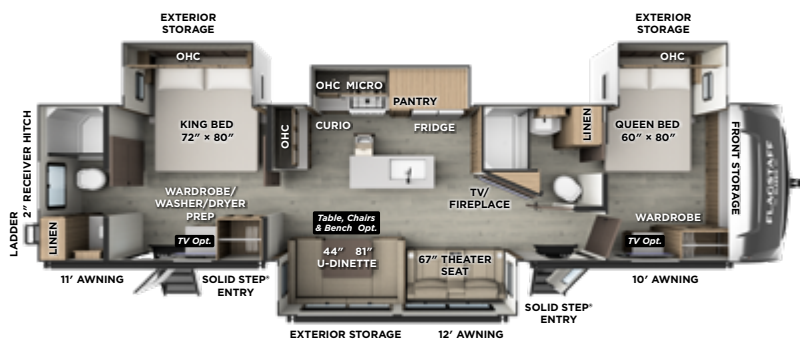 EXTERIOR
STORAGE
EXTERIOR
STORAGE
OHC
OHC
OHC MICRO
PANTRY
KING BED
72" × 80"
OHC
CURIO
FRIDGE
LINEN
QUEEN BED
60" × 80"
FRONT STORAGE
FLAGSTAFF
LADDER
2" RECEIVER HITCH
WARDROBE/
WASHER/DRYER
PREP
TV/
FIREPLACE
WARDROBE
LINEN
TV Opt.
Table, Chairs
& Bench Opt.
44" 81"
U-DINETTE
67" THEATER
SEAT
TV Opt.
11' AWNING
SOLID STEP®
ENTRY
10' AWNING
SOLID STEP®
ENTRY
EXTERIOR STORAGE
12' AWNING